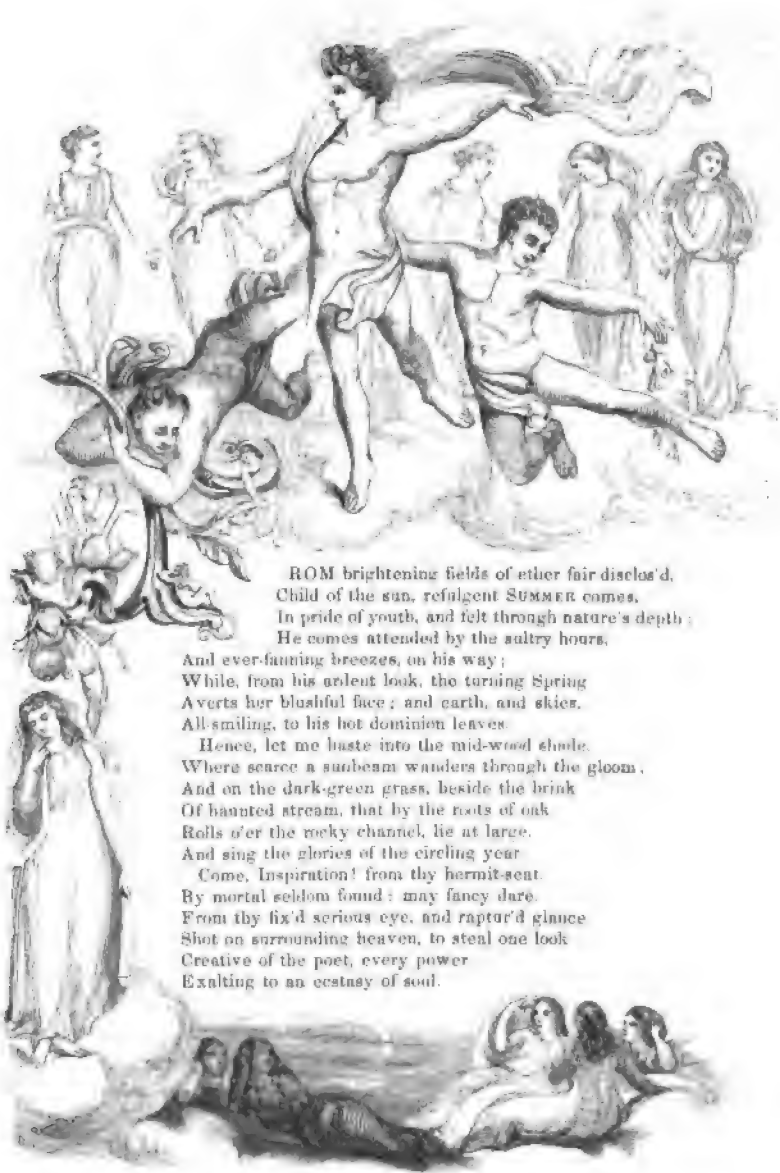 ROM brightening fields of ether fair disclos'd,
Child of the sun, refulgent SUMMER comes,
In pride of youth, and felt through nature's depth ;
He comes attended by the sultry hours,
And ever-fanning breezes, on his way ;
While, from his ardent look, the turning Spring
Averts her blushful face ; and earth, and skies,
All-smiling, to his hot dominion leaves.
Hence, let me haste into the mid-wood shade,
Where scarce a sunbeam wanders through the gloom ;
And on the dark-green grass, beside the brink
Of haunted stream, that by the roots of oak
Rolls o'er the rocky channel, lie at large,
And sing the glories of the circling year.
Come, Inspiration! from thy hermit-seat,
By mortal seldom found : may fancy dare,
From thy fix'd serious eye, and raptur'd glance
Shot on surrounding heaven, to steal one look
Creative of the poet, every power
Exalting to an ecstasy of soul.